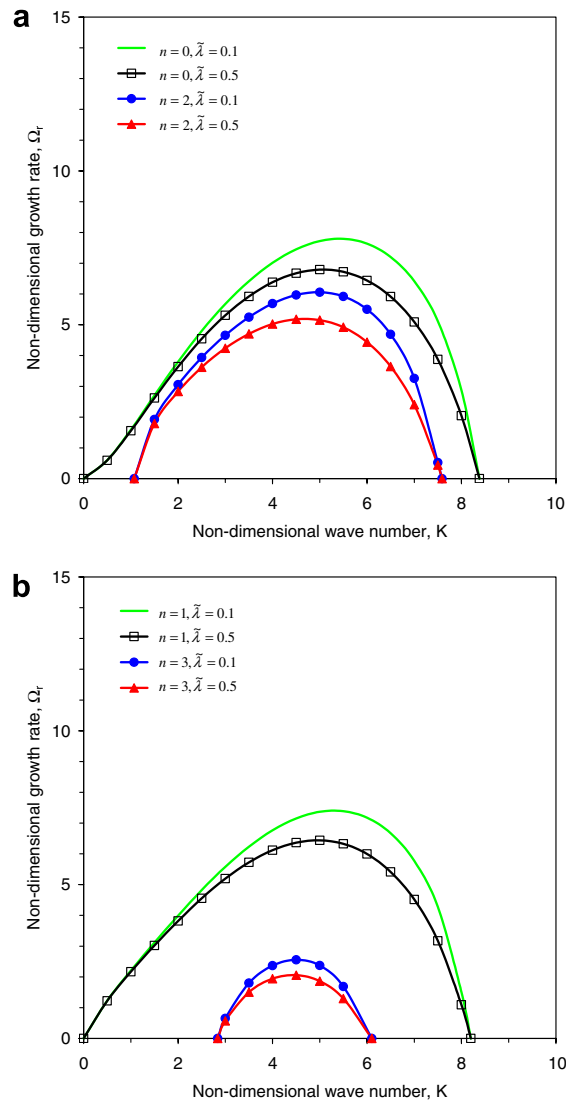 a
15
10
5
0
n = 0, λ̃ = 0.1
n = 0, λ̃ = 0.5
n = 2, λ̃ = 0.1
n = 2, λ̃ = 0.5
Non-dimensional growth rate, Ωr
0 2 4 6 8 10
Non-dimensional wave number, K
b
15
10
5
0
n = 1, λ̃ = 0.1
n = 1, λ̃ = 0.5
n = 3, λ̃ = 0.1
n = 3, λ̃ = 0.5
Non-dimensional growth rate, Ωr
0 2 4 6 8 10
Non-dimensional wave number, K